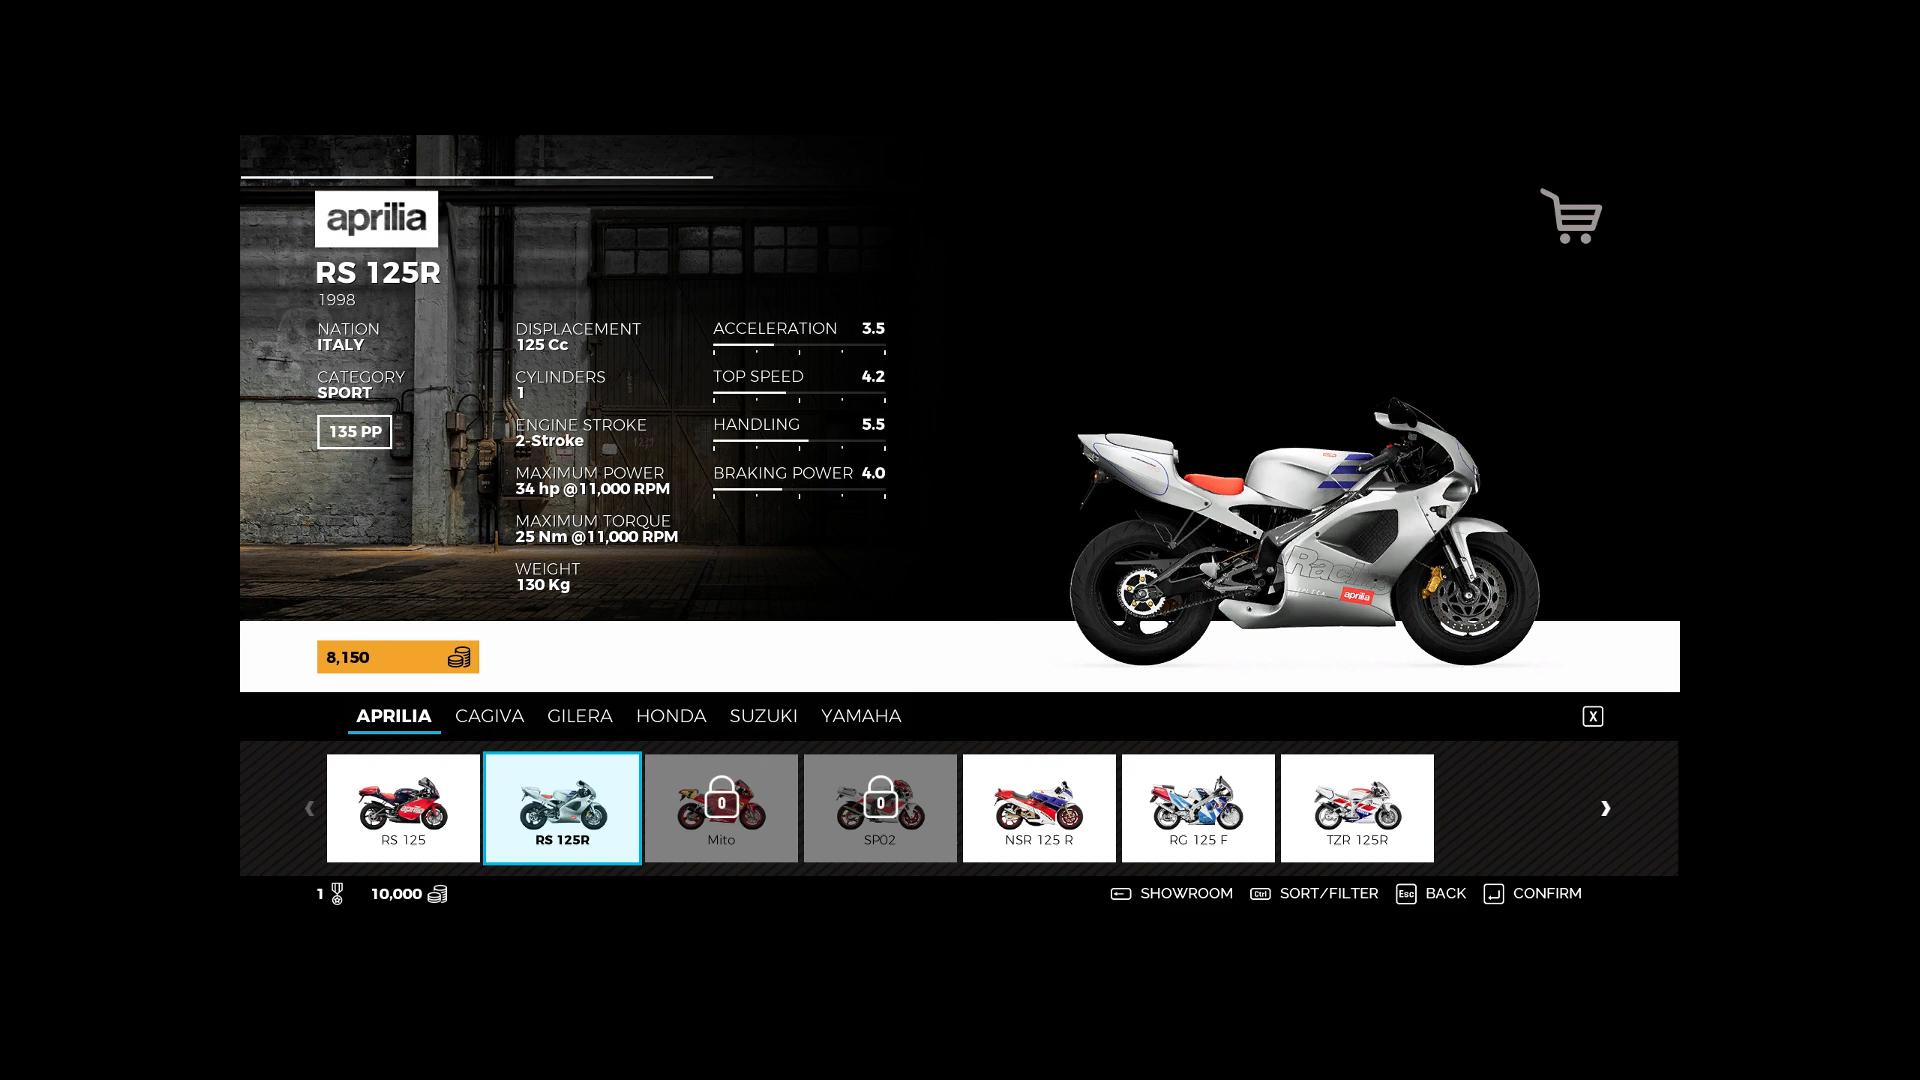 aprilia
RS 125R
1998
NATION
ITALY
CATEGORY
SPORT
135 PP
DISPLACEMENT
125 Cc
CYLINDERS
1
ENGINE STROKE
2-Stroke
MAXIMUM POWER
34 hp @11,000 RPM
MAXIMUM TORQUE
25 Nm @11,000 RPM
WEIGHT
130 Kg
ACCELERATION 3.5
TOP SPEED 4.2
HANDLING 5.5
BRAKING POWER 4.0
Racing
aprilia
8,150
APRILIA CAGIVA GILERA HONDA SUZUKI YAMAHA
X
0 0
RS 125 RS 125R Mito SP02 NSR 125 R RG 125 F TZR 125R
1 10,000
SHOWROOM Ctrl SORT/FILTER Esc BACK CONFIRM